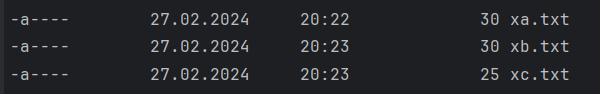 -a---- 27.02.2024 20:22 30 xa.txt
-a---- 27.02.2024 20:23 30 xb.txt
-a---- 27.02.2024 20:23 25 xc.txt